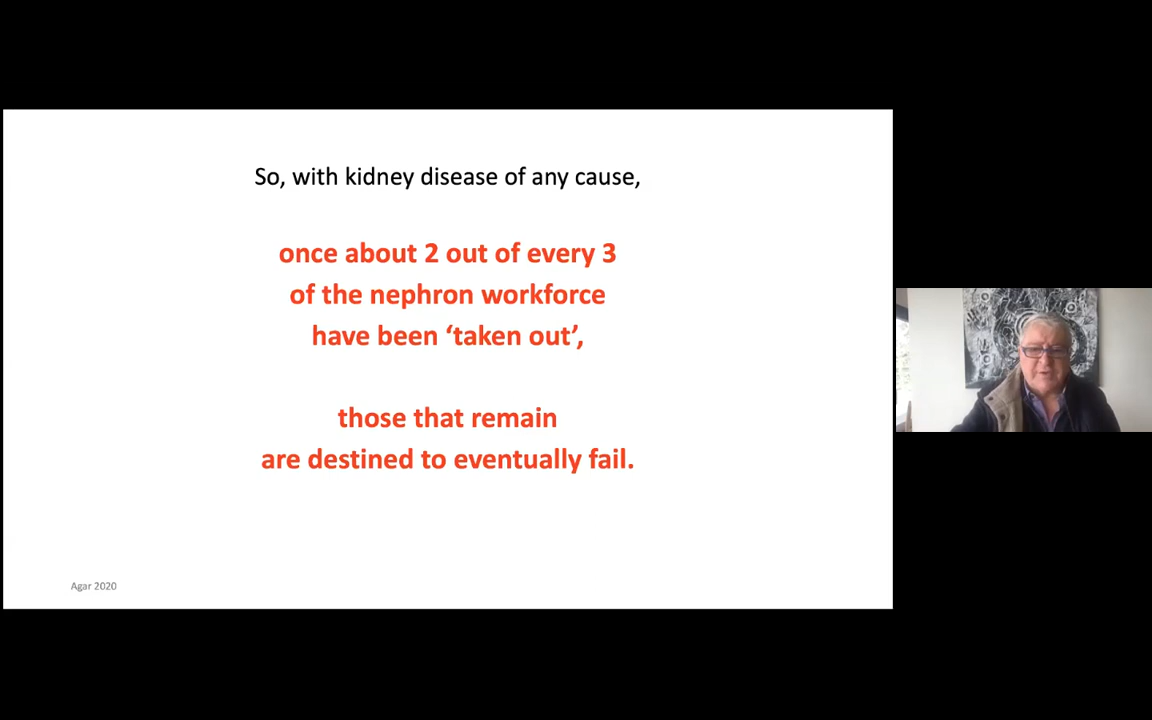 So, with kidney disease of any cause,
once about 2 out of every 3
of the nephron workforce
have been ‘taken out’,
those that remain
are destined to eventually fail.
Agar 2020